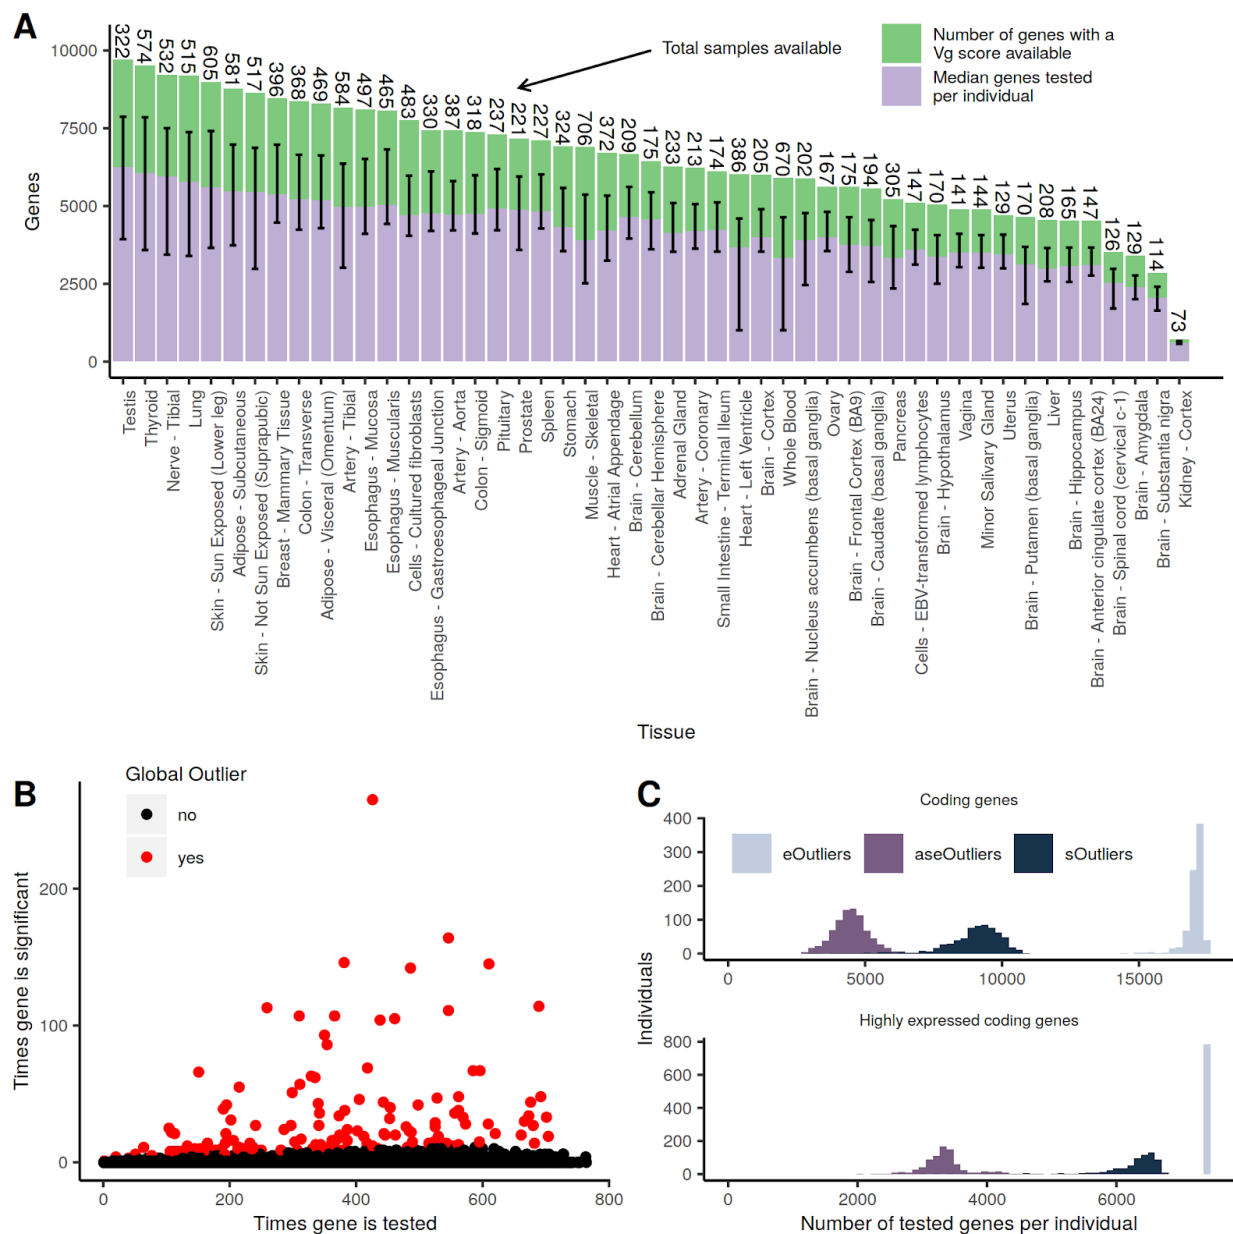 A
10000
7500
5000
2500
0
Genes
322
574
532
515
605
581
517
396
368
469
584
497
465
483
330
387
318
237
221
227
324
706
372
209
175
233
213
174
386
205
670
202
167
175
194
305
147
170
141
144
129
170
208
165
147
126
129
114
73
Total samples available
Number of genes with a
Vg score available
Median genes tested
per individual
Testis
Thyroid
Nerve - Tibial
Lung
Skin - Sun Exposed (Lower leg)
Adipose - Subcutaneous
Skin - Not Sun Exposed (Suprapubic)
Breast - Mammary Tissue
Colon - Transverse
Adipose - Visceral (Omentum)
Artery - Tibial
Esophagus - Mucosa
Esophagus - Muscularis
Cells - Cultured fibroblasts
Esophagus - Gastroesophageal Junction
Artery - Aorta
Colon - Sigmoid
Pituitary
Prostate
Spleen
Stomach
Muscle - Skeletal
Heart - Atrial Appendage
Brain - Cerebellum
Brain - Cerebellar Hemisphere
Adrenal Gland
Artery - Coronary
Small Intestine - Terminal Ileum
Heart - Left Ventricle
Brain - Cortex
Whole Blood
Brain - Nucleus accumbens (basal ganglia)
Ovary
Brain - Frontal Cortex (BA9)
Brain - Caudate (basal ganglia)
Pancreas
Cells - EBV-transformed lymphocytes
Brain - Hypothalamus
Vagina
Minor Salivary Gland
Uterus
Brain - Putamen (basal ganglia)
Liver
Brain - Hippocampus
Brain - Anterior cingulate cortex (BA24)
Brain - Spinal cord (cervical c-1)
Brain - Amygdala
Brain - Substantia nigra
Kidney - Cortex
Tissue
B
Global Outlier
no
yes
200
100
0
Times gene is significant
0 200 400 600 800
Times gene is tested
C
Coding genes
400
300
200
100
0
eOutliers aseOutliers sOutliers
0 5000 10000 15000
Individuals
Highly expressed coding genes
800
600
400
200
0
0 2000 4000 6000
Number of tested genes per individual